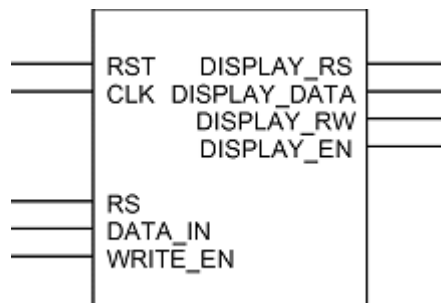 RST DISPLAY_RS
CLK DISPLAY_DATA
DISPLAY_RW
DISPLAY_EN
RS
DATA_IN
WRITE_EN